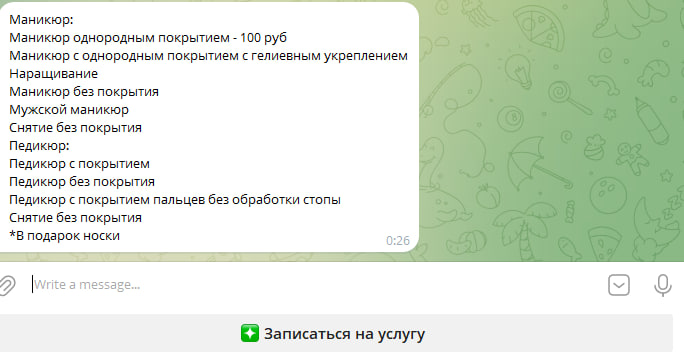 Маникюр:
Маникюр однородным покрытием - 100 руб
Маникюр с однородным покрытием с гелиевным укреплением
Наращивание
Маникюр без покрытия
Мужской маникюр
Снятие без покрытия
Педикюр:
Педикюр с покрытием
Педикюр без покрытия
Педикюр с покрытием пальцев без обработки стопы
Снятие без покрытия
*В подарок носки
0:26
Write a message...
Записаться на услугу